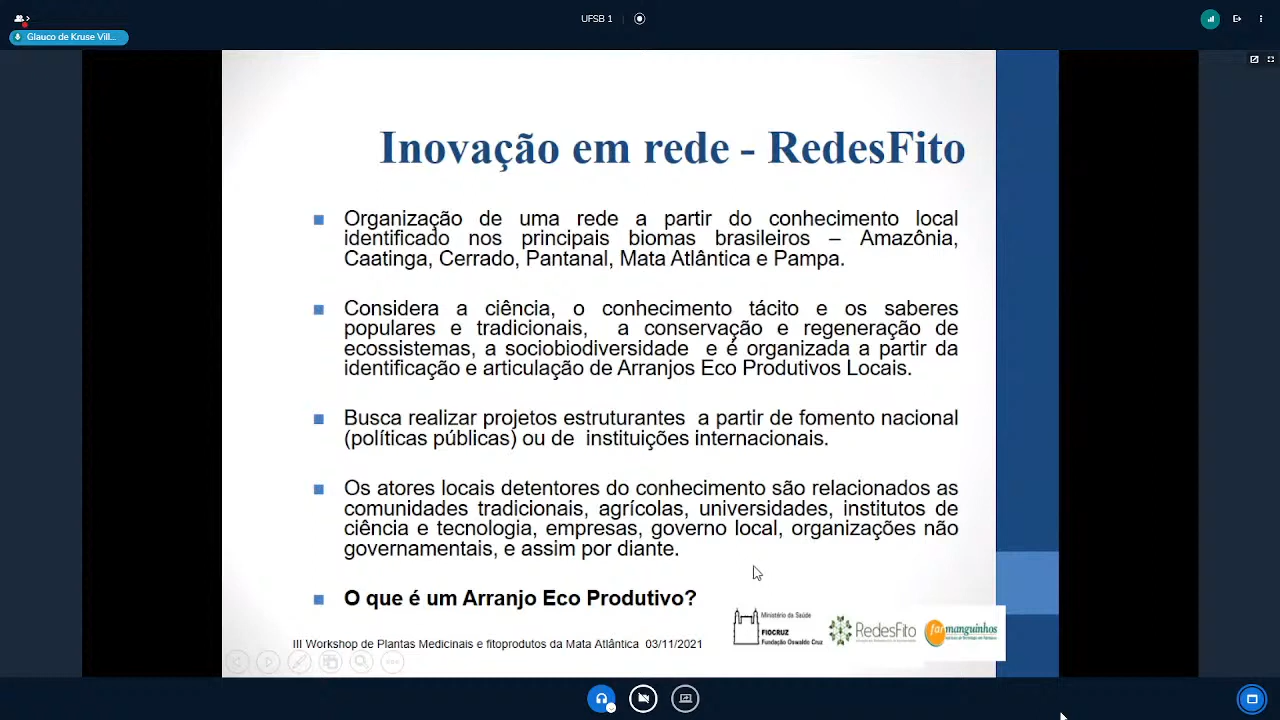 UFSB 1
Glauco de Kruse Vill...
Inovação em rede - RedesFito
Organização de uma rede a partir do conhecimento local
identificado nos principais biomas brasileiros – Amazônia,
Caatinga, Cerrado, Pantanal, Mata Atlântica e Pampa.
Considera a ciência, o conhecimento tácito e os saberes
populares e tradicionais, a conservação e regeneração de
ecossistemas, a sociobiodiversidade e é organizada a partir da
identificação e articulação de Arranjos Eco Produtivos Locais.
Busca realizar projetos estruturantes a partir de fomento nacional
(políticas públicas) ou de instituições internacionais.
Os atores locais detentores do conhecimento são relacionados as
comunidades tradicionais, agrícolas, universidades, institutos de
ciência e tecnologia, empresas, governo local, organizações não
governamentais, e assim por diante.
O que é um Arranjo Eco Produtivo?
Ministério da Saúde
FIOCRUZ
Fundação Oswaldo Cruz
RedesFito
farmanguinhos
III Workshop de Plantas Medicinais e fitoprodutos da Mata Atlântica 03/11/2021